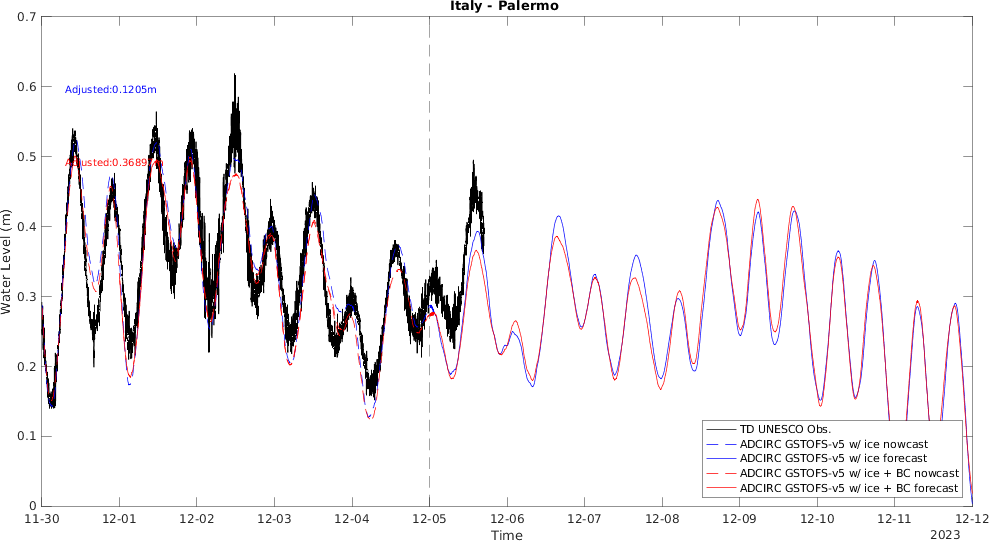 Italy - Palermo
0.7
0.6
0.5
0.4
0.3
0.2
0.1
0
Water Level (m)
Adjusted:0.1205m
TD UNESCO Obs.
ADCIRC GSTOFS-v5 w/ ice nowcast
ADCIRC GSTOFS-v5 w/ ice forecast
ADCIRC GSTOFS-v5 w/ ice + BC nowcast
ADCIRC GSTOFS-v5 w/ ice + BC forecast
11-30 12-01 12-02 12-03 12-04 12-05 12-06 12-07 12-08 12-09 12-10 12-11 12-12
Time
2023